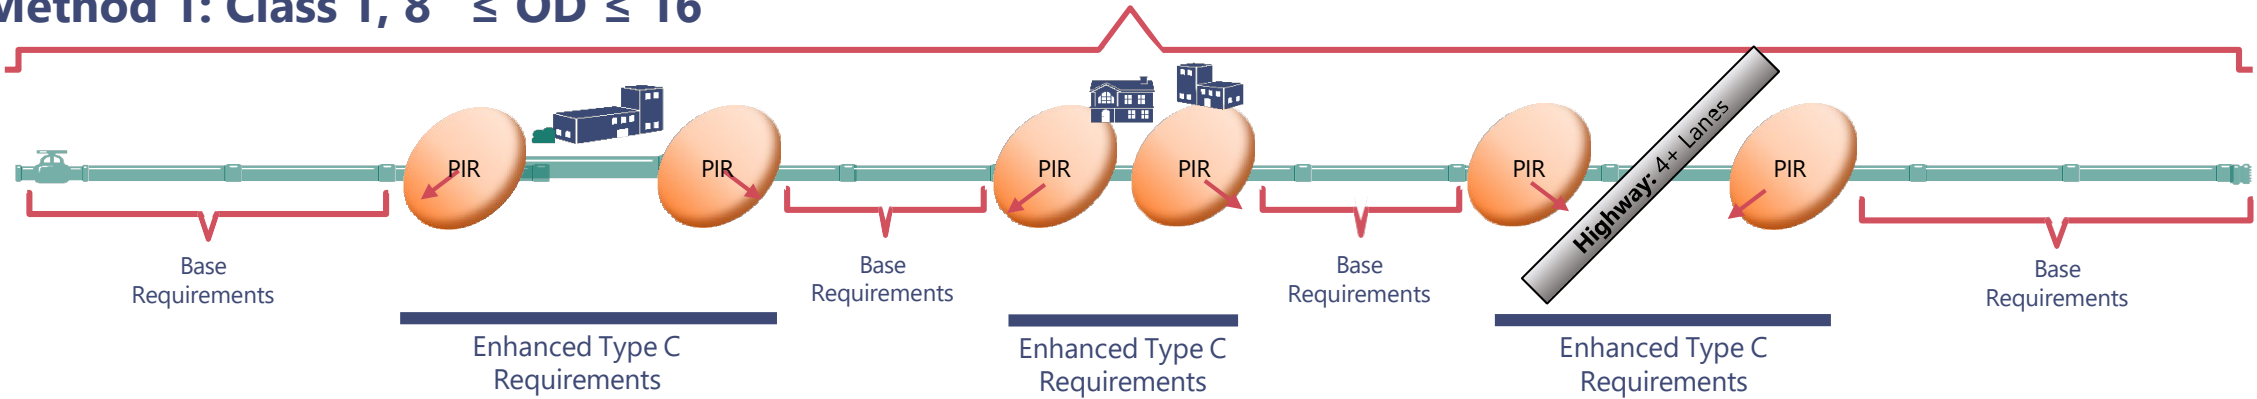 Method 1: Class 1, 8" ≤ OD ≤ 16"
PIR
PIR
PIR
PIR
PIR
Highway: 4+ Lanes
PIR
Base
Requirements
Base
Requirements
Base
Requirements
Base
Requirements
Enhanced Type C
Requirements
Enhanced Type C
Requirements
Enhanced Type C
Requirements